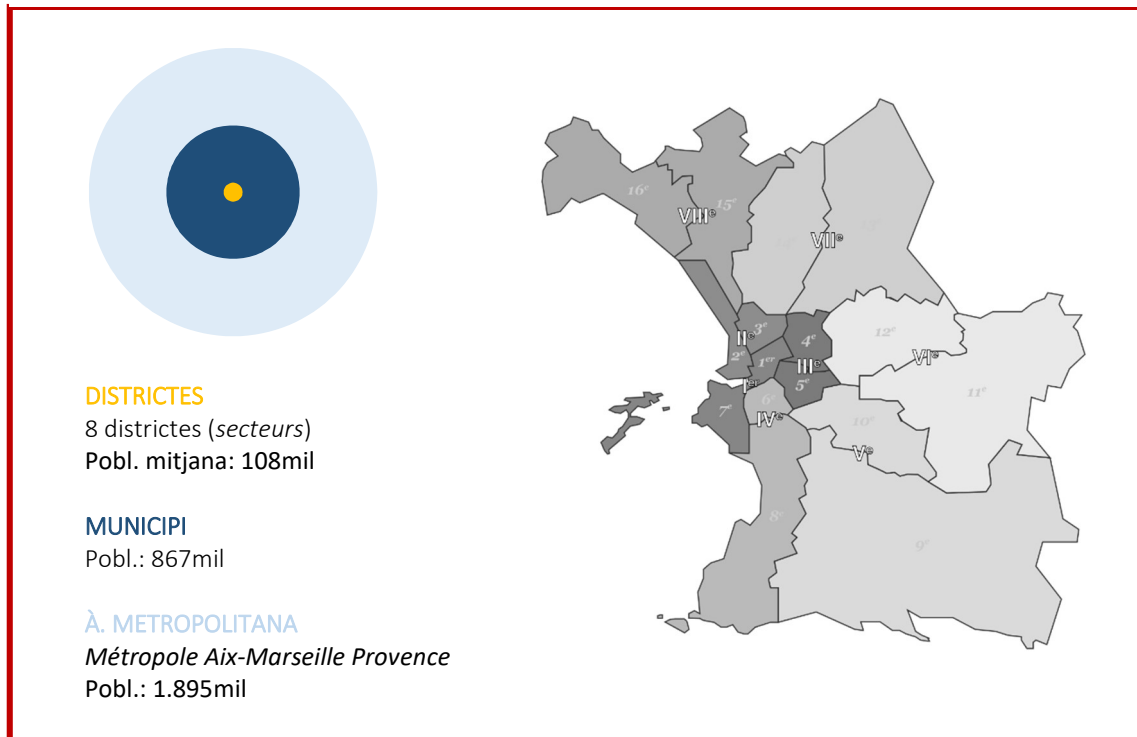 DISTRICTES
8 districtes (secteurs)
Pobl. mitjana: 108mil
MUNICIPI
Pobl.: 867mil
À. METROPOLITANA
Métropole Aix-Marseille Provence
Pobl.: 1.895mil
16e
15e
VIIIe
14e
13e
VIIe
3e
4e
12e
IIe
2e
1er
IIIe
VIe
Ier
5e
11e
7e
6e
IVe
10e
Ve
8e
9e